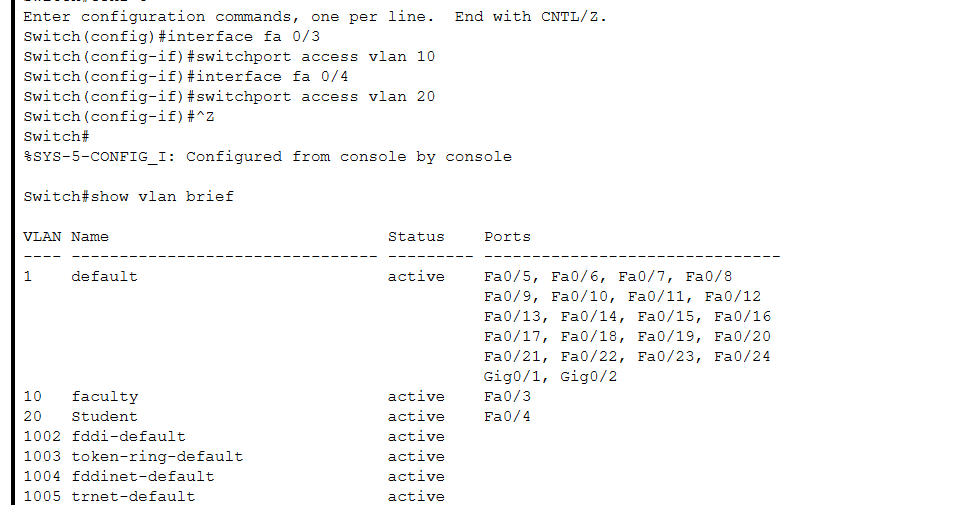 Enter configuration commands, one per line.  End with CNTL/Z.
Switch(config)#interface fa 0/3
Switch(config-if)#switchport access vlan 10
Switch(config-if)#interface fa 0/4
Switch(config-if)#switchport access vlan 20
Switch(config-if)#^Z
Switch#
%SYS-5-CONFIG_I: Configured from console by console
Switch#show vlan brief
VLAN Name                             Status    Ports
---- -------------------------------- --------- -------------------------------
1    default                          active    Fa0/5, Fa0/6, Fa0/7, Fa0/8
                                                Fa0/9, Fa0/10, Fa0/11, Fa0/12
                                                Fa0/13, Fa0/14, Fa0/15, Fa0/16
                                                Fa0/17, Fa0/18, Fa0/19, Fa0/20
                                                Fa0/21, Fa0/22, Fa0/23, Fa0/24
                                                Gig0/1, Gig0/2
10   faculty                          active    Fa0/3
20   Student                          active    Fa0/4
1002 fddi-default                     active
1003 token-ring-default               active
1004 fddinet-default                  active
1005 trnet-default                    active